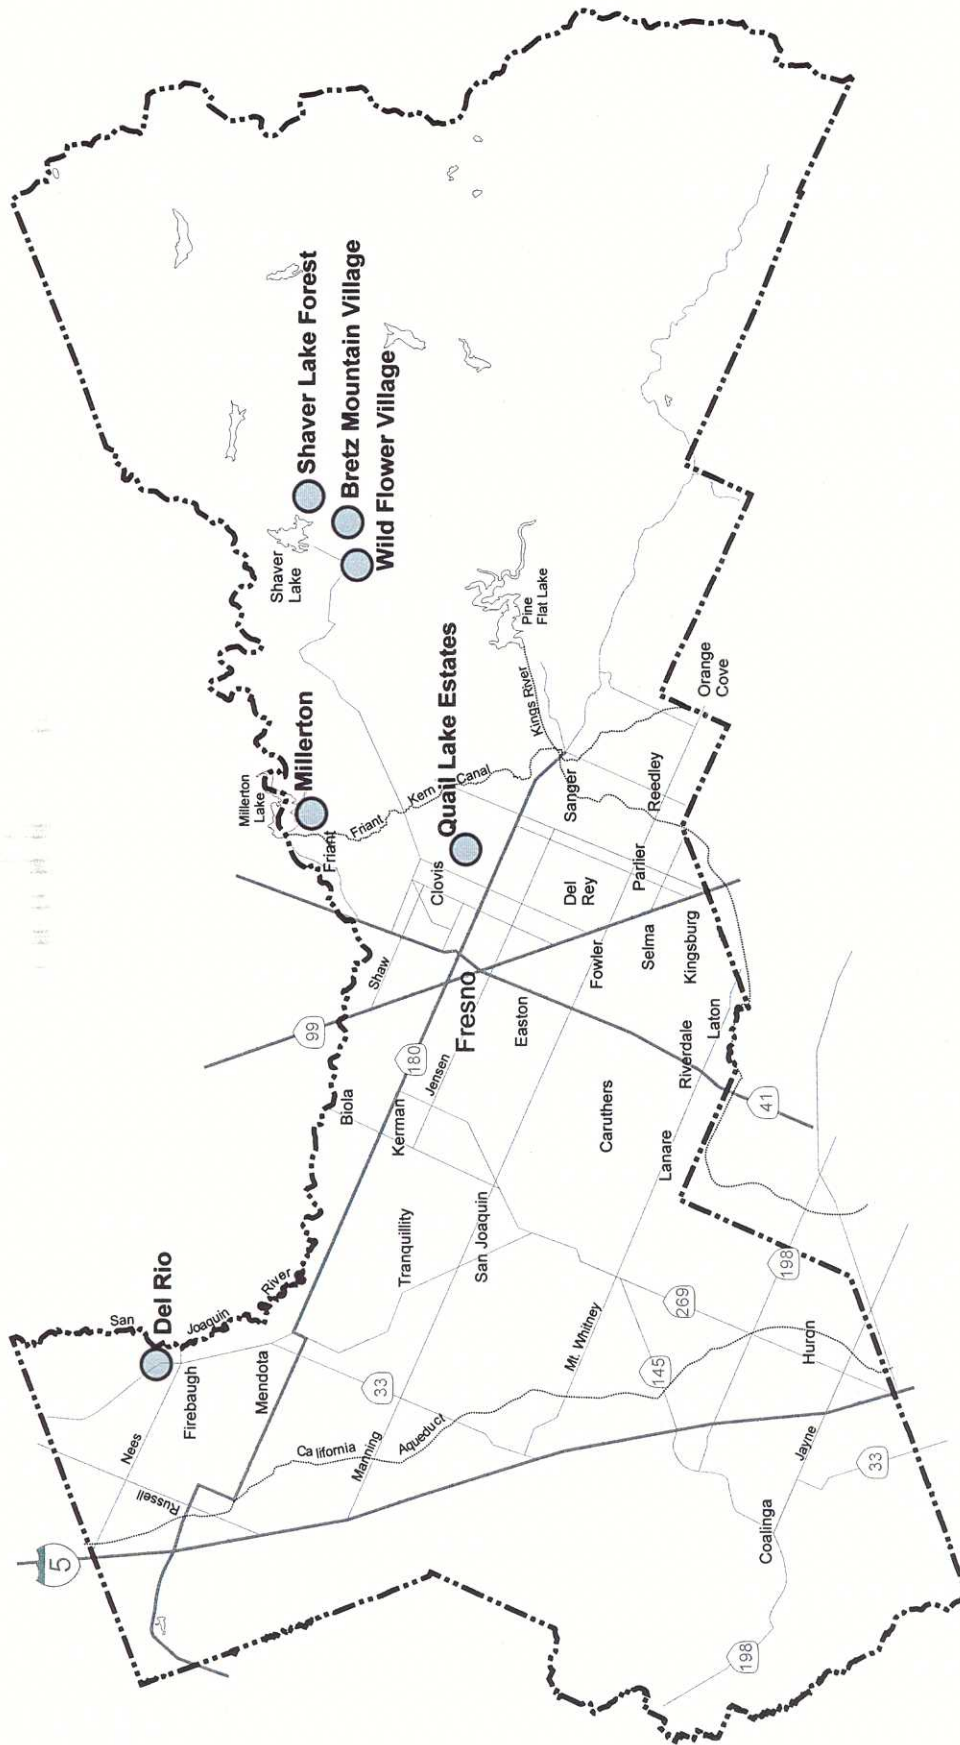 Shaver Lake Forest
Bretz Mountain Village
Wild Flower Village
Shaver
Lake
Pine
Flat Lake
Millerton
Lake
Millerton
Friant
Friant
Kern
Canal
Quail Lake Estates
Kings River
Orange
Cove
Clovis
Sanger
Reedley
Del
Rey
Parlier
Shaw
Fresno
99
180
Jensen
Easton
Fowler
Selma
Kingsburg
Biola
Kerman
Caruthers
Riverdale
Laton
Lanare
41
Del Rio
San
Joaquin
River
Tranquillity
San Joaquin
Firebaugh
Mendota
33
Nees
Russell
California
Aqueduct
Manning
Mt. Whitney
145
269
198
Huron
Jayne
33
5
Coalinga
198